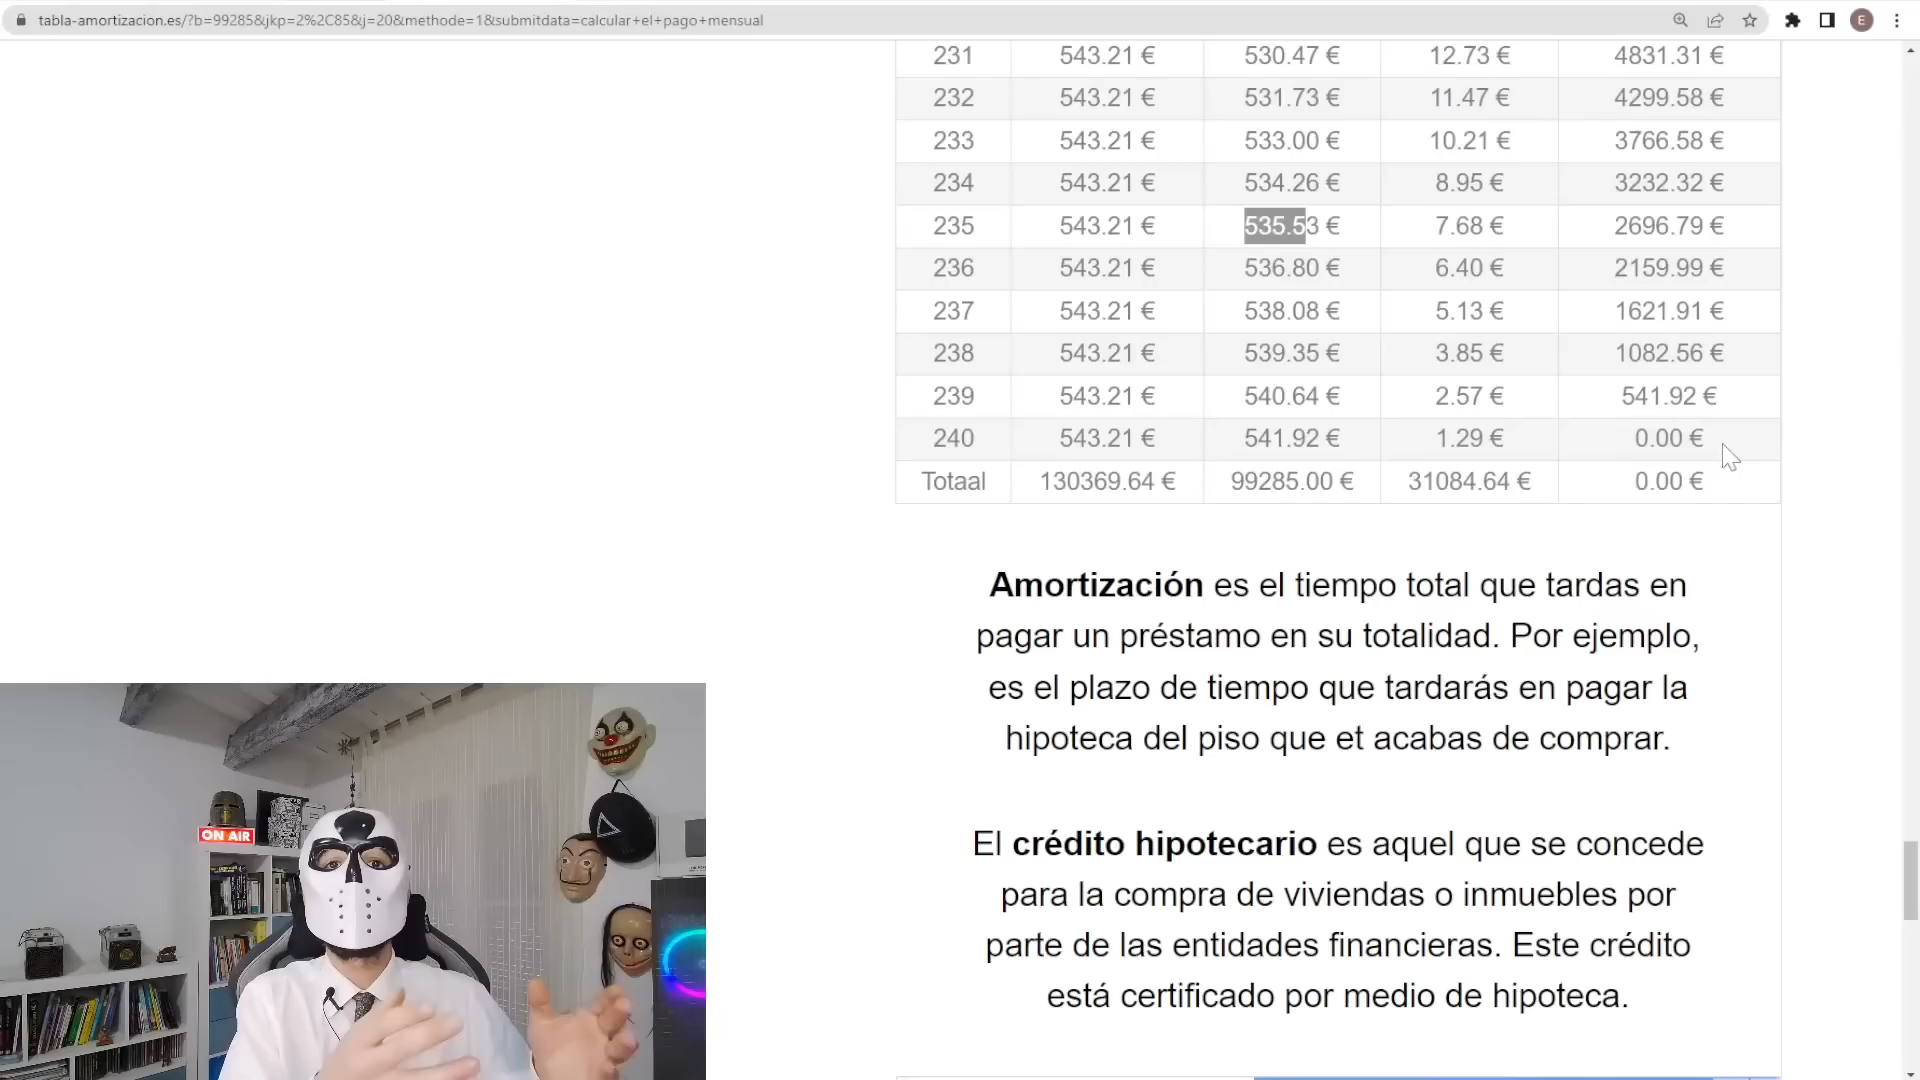 tabla-amortizacion.es/?b=99285&jkp=2%2C85&j=20&methode=1&submitdata=calcular+el+pago+mensual
E
231 543.21 € 530.47 € 12.73 € 4831.31 €
232 543.21 € 531.73 € 11.47 € 4299.58 €
233 543.21 € 533.00 € 10.21 € 3766.58 €
234 543.21 € 534.26 € 8.95 € 3232.32 €
235 543.21 € 535.53 € 7.68 € 2696.79 €
236 543.21 € 536.80 € 6.40 € 2159.99 €
237 543.21 € 538.08 € 5.13 € 1621.91 €
238 543.21 € 539.35 € 3.85 € 1082.56 €
239 543.21 € 540.64 € 2.57 € 541.92 €
240 543.21 € 541.92 € 1.29 € 0.00 €
Totaal 130369.64 € 99285.00 € 31084.64 € 0.00 €
Amortización es el tiempo total que tardas en
pagar un préstamo en su totalidad. Por ejemplo,
es el plazo de tiempo que tardarás en pagar la
hipoteca del piso que et acabas de comprar.
El crédito hipotecario es aquel que se concede
para la compra de viviendas o inmuebles por
parte de las entidades financieras. Este crédito
está certificado por medio de hipoteca.
ON AIR